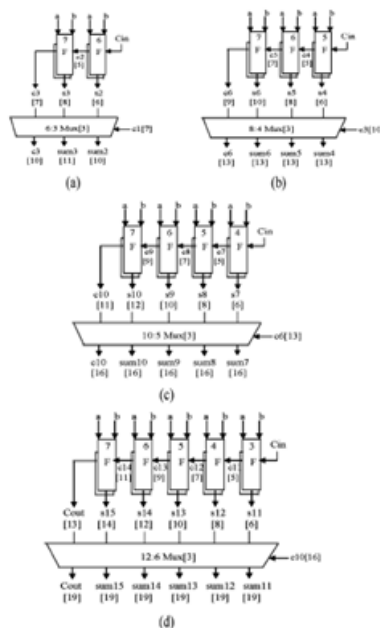 a b a b
7 6
F F
Cin
c2
[5]
c3 s3 s2
[7] [8] [6]
6:3 Mux[3]
c1[7]
c3 sum3 sum2
[10] [11] [10]
(a)
a b a b a b
7 6 5
F F F
Cin
c5 c4
[7] [5]
c6 s6 s5 s4
[9] [10] [8] [6]
8:4 Mux[3]
c3[10
c6 sum6 sum5 sum4
[13] [13] [13] [13]
(b)
a b a b a b a b
7 6 5 4
F F F F
Cin
c9 c8 c7
[9] [7] [5]
c10 s10 s9 s8 s7
[11] [12] [10] [8] [6]
10:5 Mux[3]
c6[13]
c10 sum10 sum9 sum8 sum7
[16] [16] [16] [16] [16]
(c)
a b a b a b a b a b
7 6 5 4 3
F F F F F
Cin
c14 c13 c12 c11
[11] [9] [7] [5]
Cout s15 s14 s13 s12 s11
[13] [14] [12] [10] [8] [6]
12:6 Mux[3]
c10[16]
Cout sum15 sum14 sum13 sum12 sum11
[19] [19] [19] [19] [19] [19]
(d)